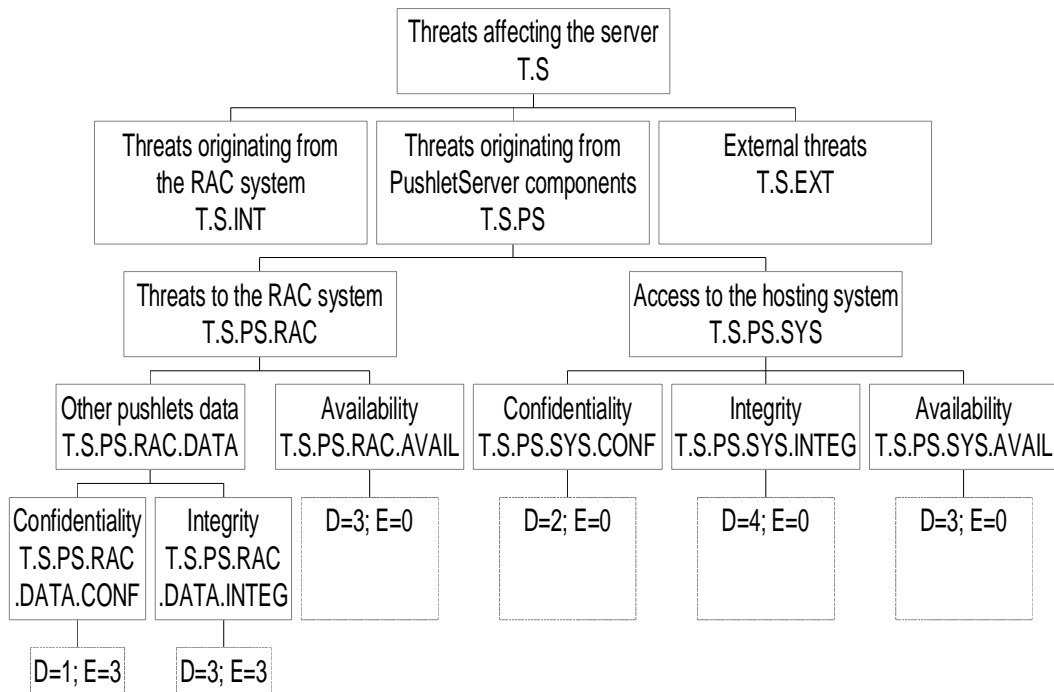 Threats affecting the server
T.S
Threats originating from
the RAC system
T.S.INT
Threats originating from
PushletServer components
T.S.PS
External threats
T.S.EXT
Threats to the RAC system
T.S.PS.RAC
Access to the hosting system
T.S.PS.SYS
Other pushlets data
T.S.PS.RAC.DATA
Availability
T.S.PS.RAC.AVAIL
Confidentiality
T.S.PS.SYS.CONF
Integrity
T.S.PS.SYS.INTEG
Availability
T.S.PS.SYS.AVAIL
Confidentiality
T.S.PS.RAC
.DATA.CONF
Integrity
T.S.PS.RAC
.DATA.INTEG
D=3; E=0
D=2; E=0
D=4; E=0
D=3; E=0
D=1; E=3
D=3; E=3